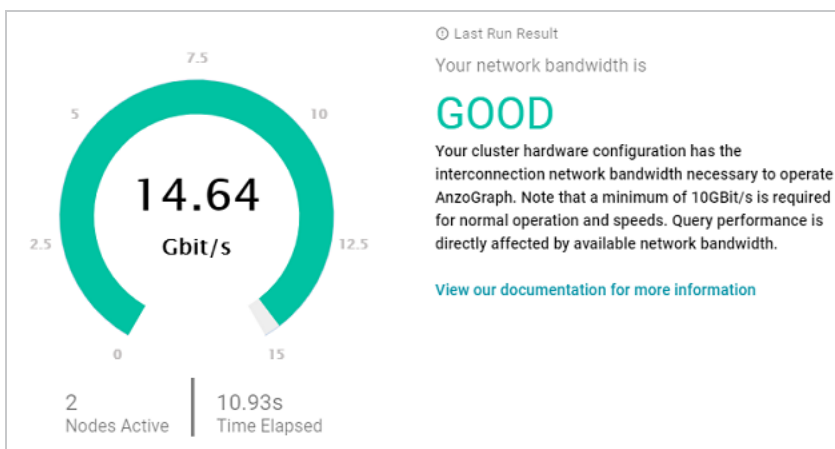 7.5
5
10
14.64
Gbit/s
2.5
12.5
0
15
2
Nodes Active
10.93s
Time Elapsed
Last Run Result
Your network bandwidth is
GOOD
Your cluster hardware configuration has the
interconnection network bandwidth necessary to operate
AnzoGraph. Note that a minimum of 10GBit/s is required
for normal operation and speeds. Query performance is
directly affected by available network bandwidth.
View our documentation for more information